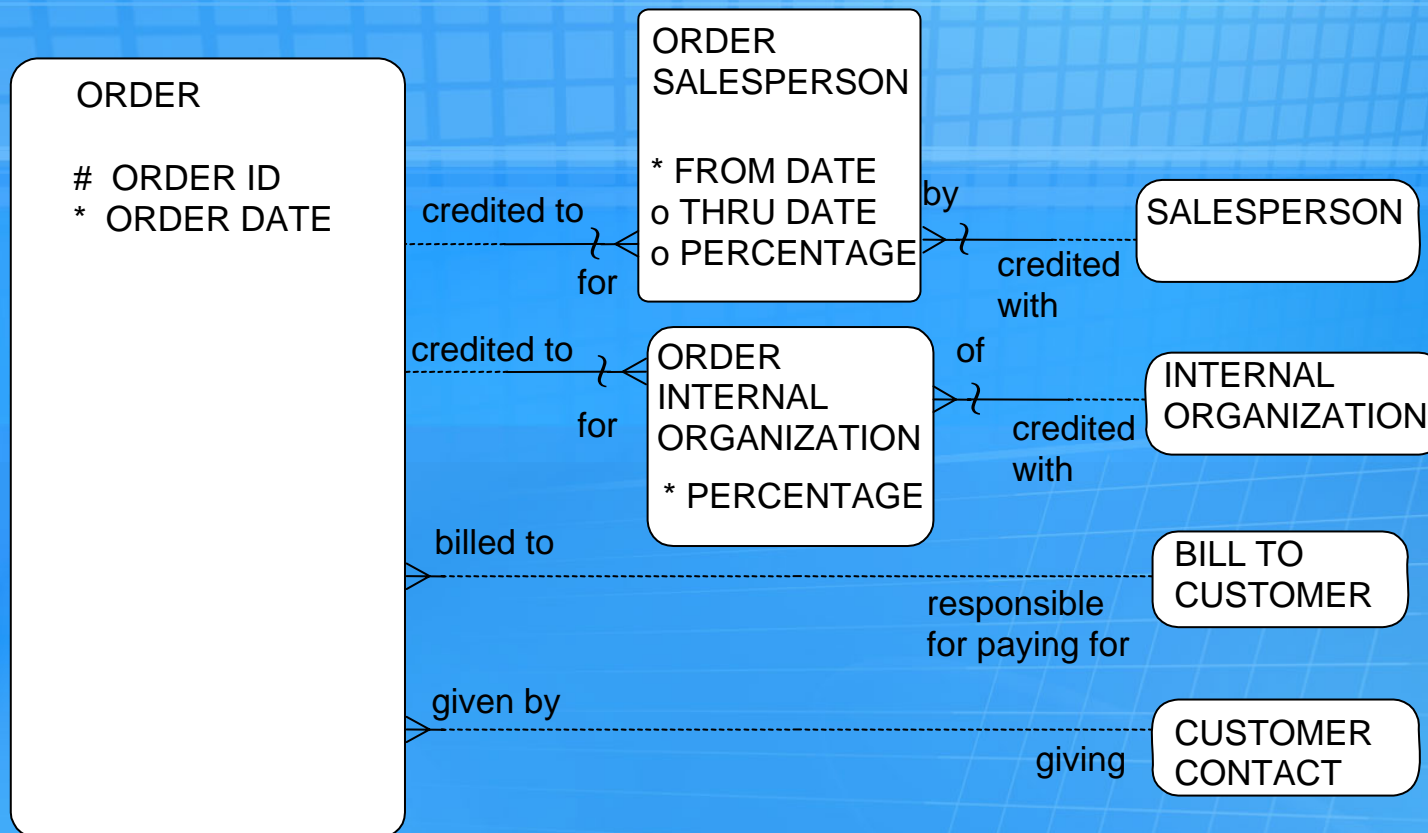 ORDER
# ORDER ID
* ORDER DATE
credited to
for
ORDER
SALESPERSON
* FROM DATE
o THRU DATE
o PERCENTAGE
by
credited
with
SALESPERSON
credited to
for
ORDER
INTERNAL
ORGANIZATION
* PERCENTAGE
of
credited
with
INTERNAL
ORGANIZATION
billed to
responsible
for paying for
BILL TO
CUSTOMER
given by
giving
CUSTOMER
CONTACT